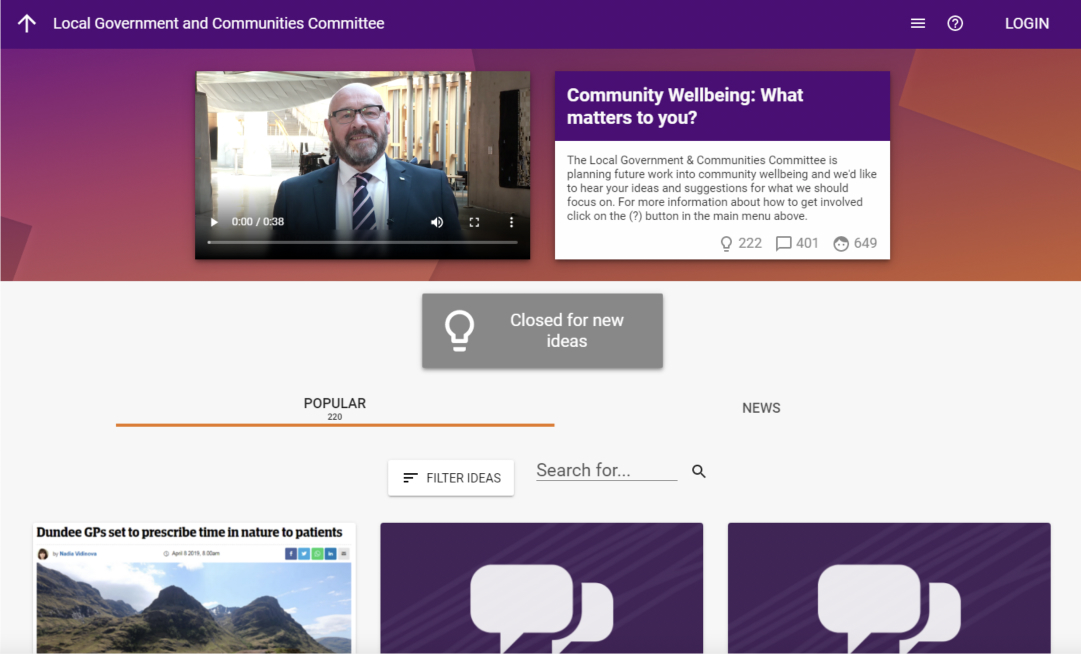 Local Government and Communities Committee
LOGIN
0:00 / 0:38
Community Wellbeing: What
matters to you?
The Local Government & Communities Committee is
planning future work into community wellbeing and we'd like
to hear your ideas and suggestions for what we should
focus on. For more information about how to get involved
click on the (?) button in the main menu above.
222 401 649
Closed for new
ideas
POPULAR
220
NEWS
FILTER IDEAS
Search for...
Dundee GPs set to prescribe time in nature to patients
by Nadia Vidinova
April 9 2019, 8.00am